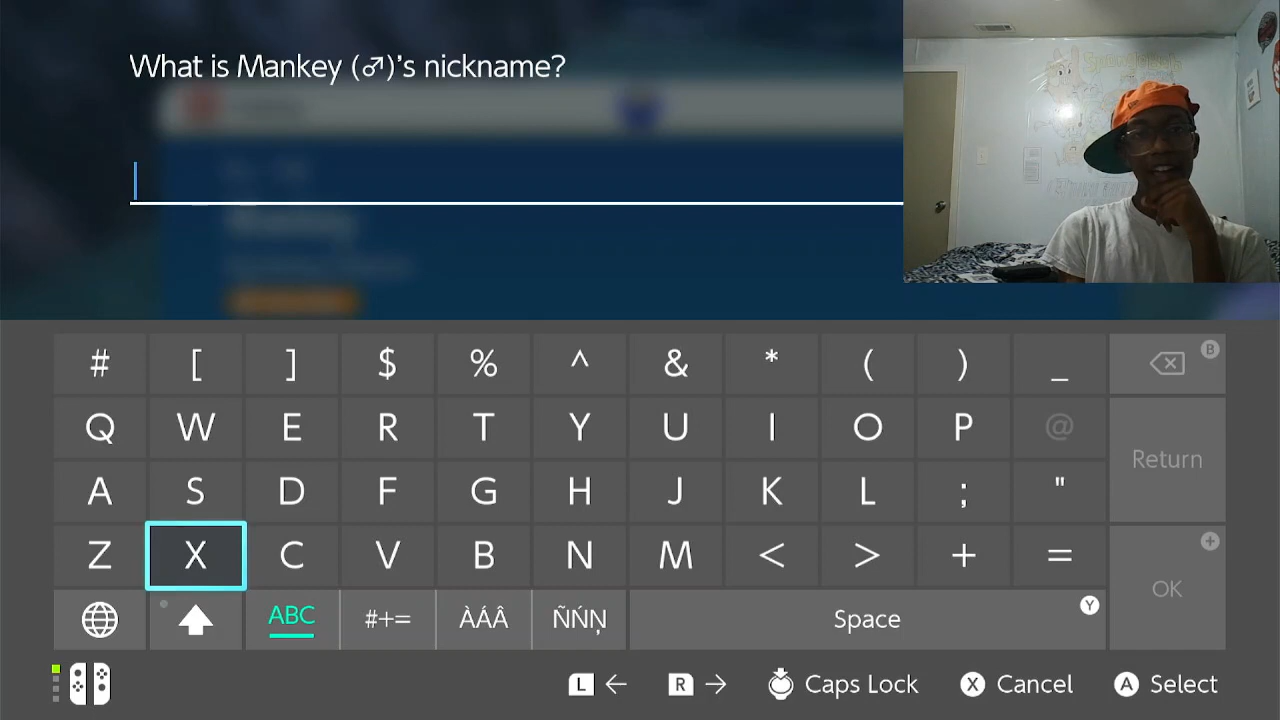 What is Mankey (♂)'s nickname?
# [ ] $ % ^ & * ( ) _ B
Q W E R T Y U I O P @ Return
A S D F G H J K L ; "
Z X C V B N M < > + = + OK
ABC #+= ÀÁÂ ÑŃŅ Space Y
L ← R → Caps Lock X Cancel A Select